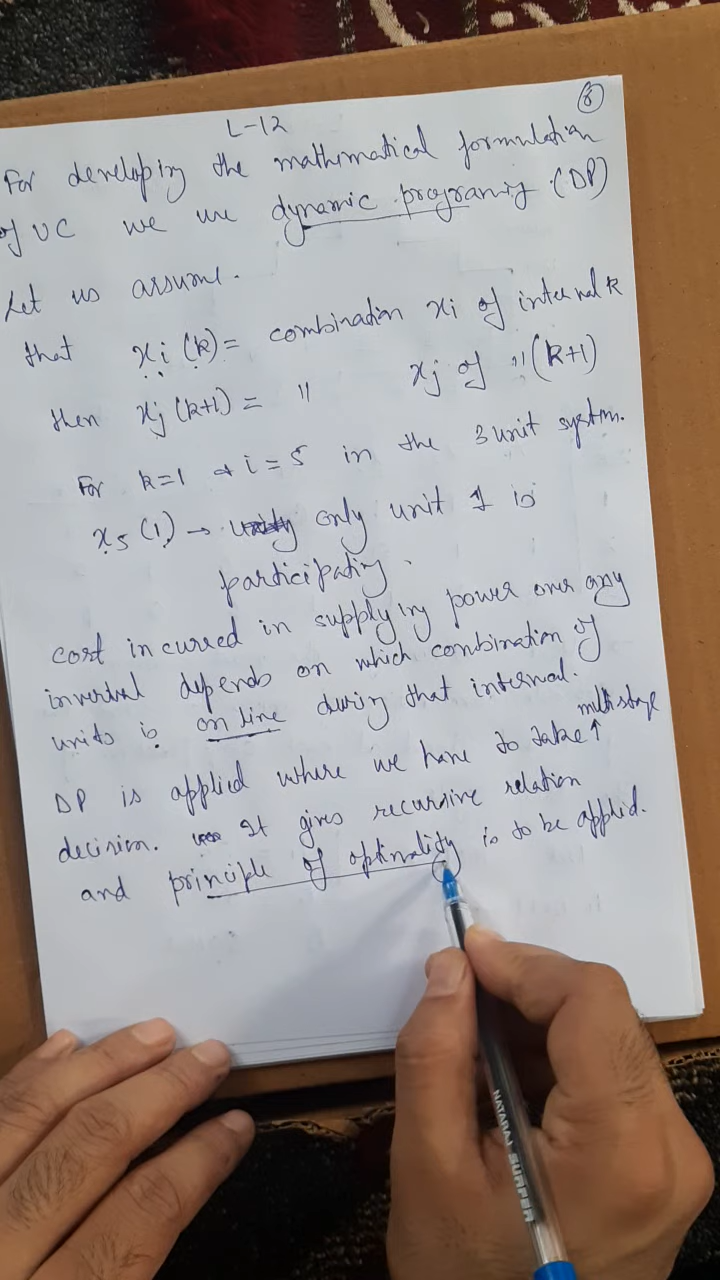 8
L-12
For developing the mathematical formulation
of UC we use dynamic programing (DP)
Let us assume.
that xi (k) = combination xi of interval k
then xj (k+1) = " xj of " (k+1)
For k=1 & i=5 in the 3 unit system.
x5 (1) → only unit 1 is
participating.
cost incurred in supplying power over any
inverval depends on which combination of
units is on line during that interval.
multistage
DP is applied where we have to take ↑
decision. It gives recursive relation
and principle of optimality is to be applied.
NATARAJ SURFER